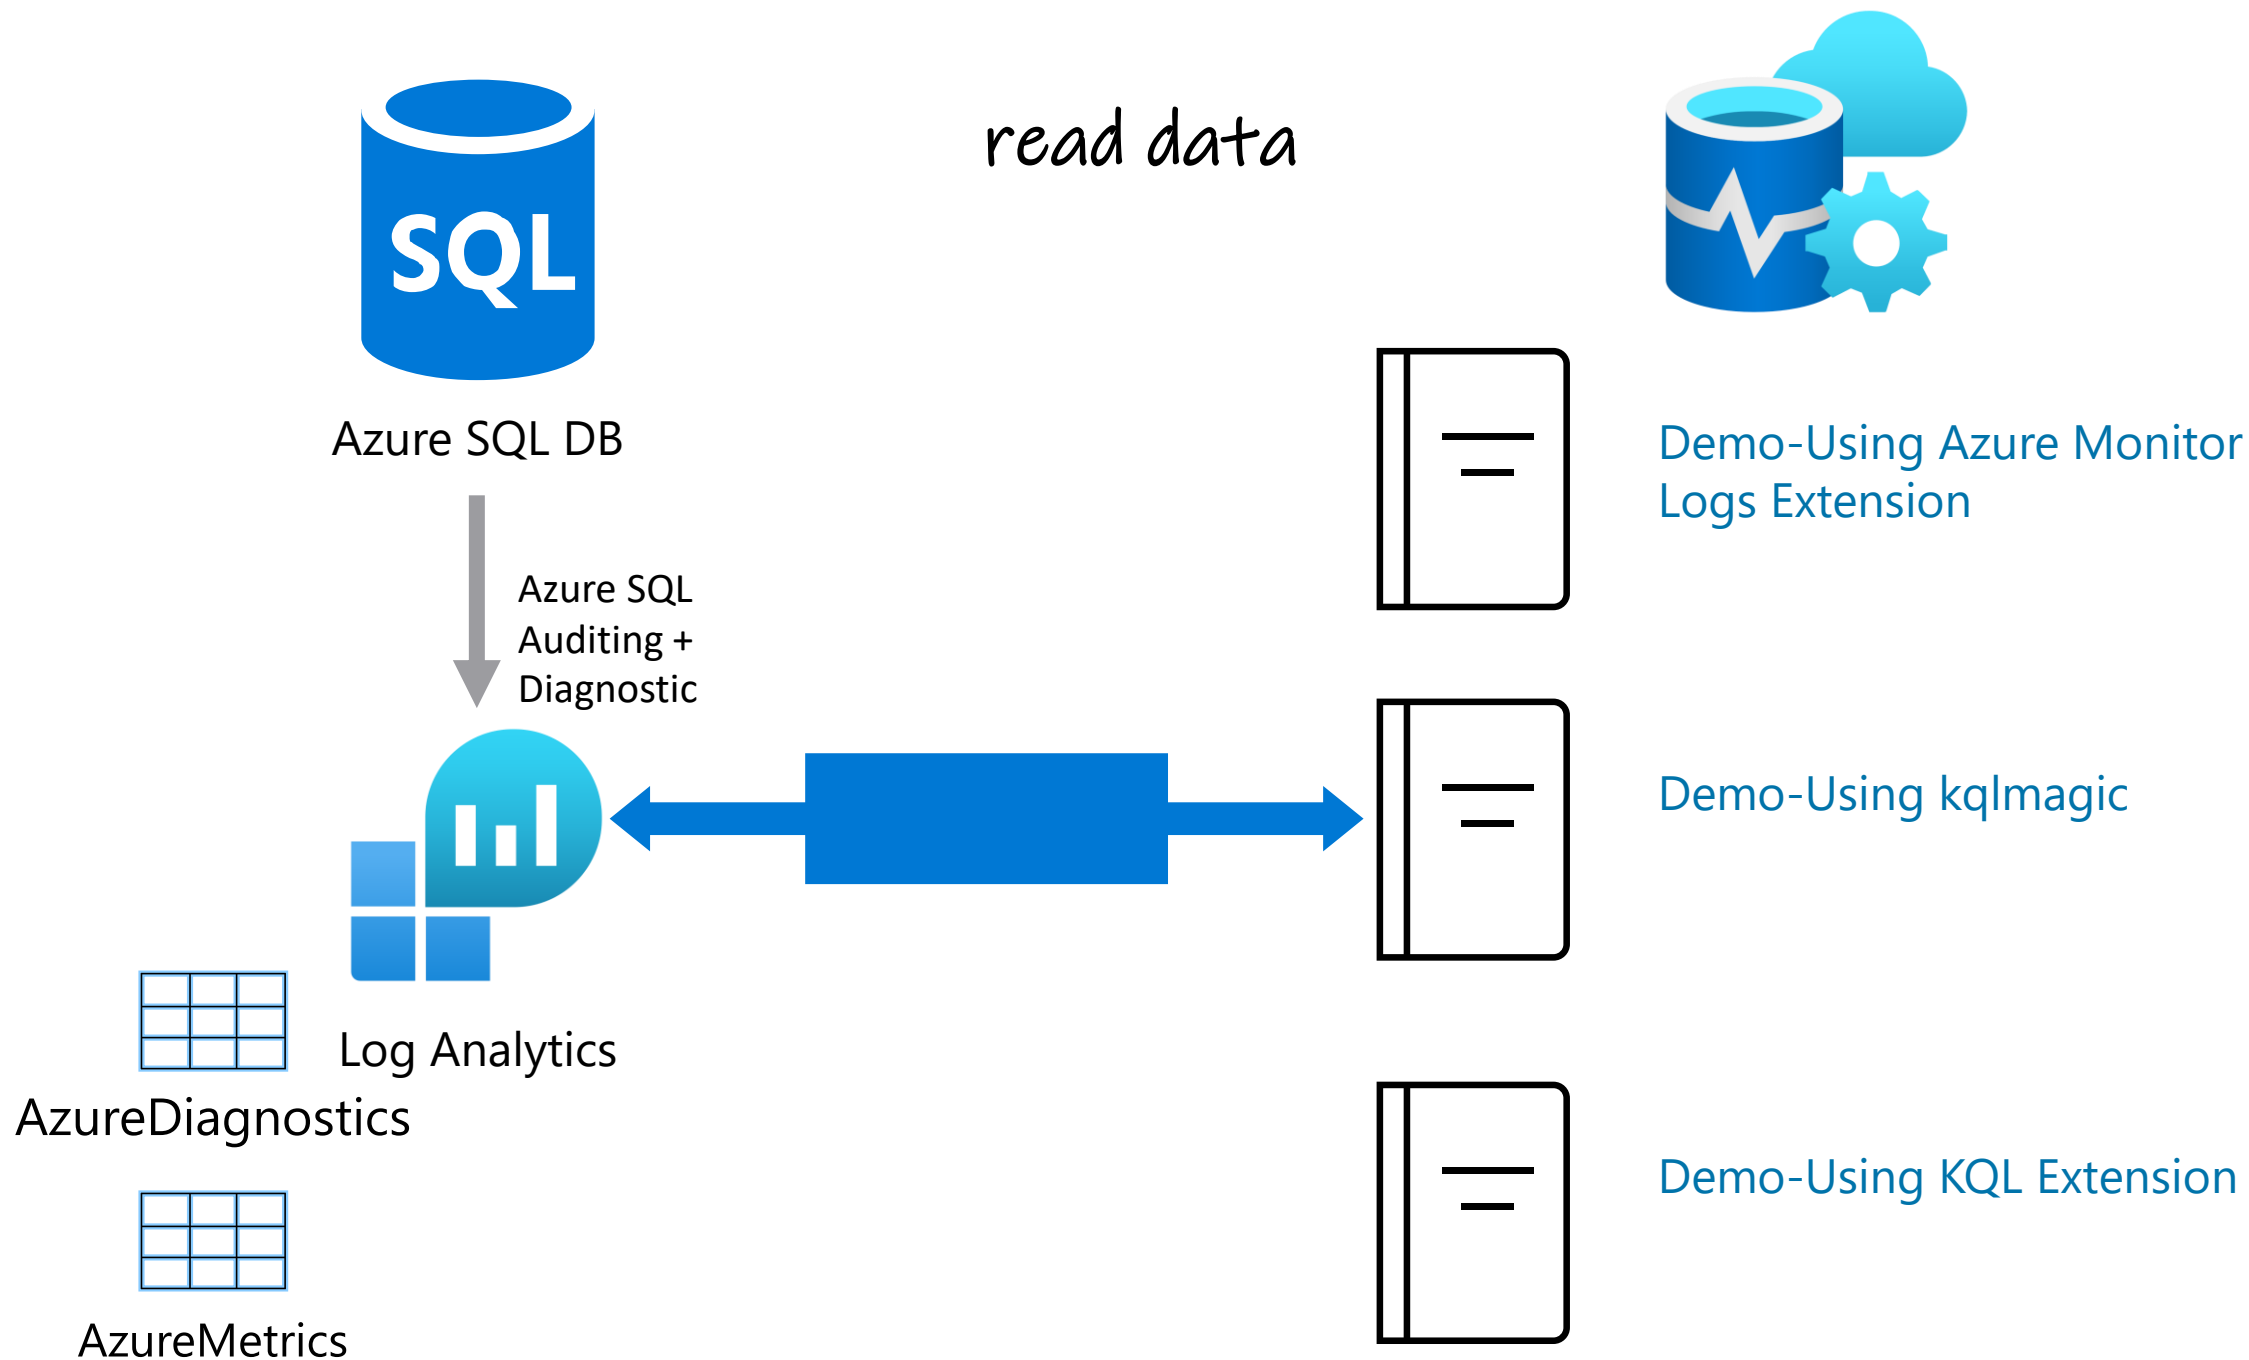 read data
SQL
Azure SQL DB
Azure SQL
Auditing +
Diagnostic
Log Analytics
AzureDiagnostics
AzureMetrics
Demo-Using Azure Monitor
Logs Extension
Demo-Using kqlmagic
Demo-Using KQL Extension